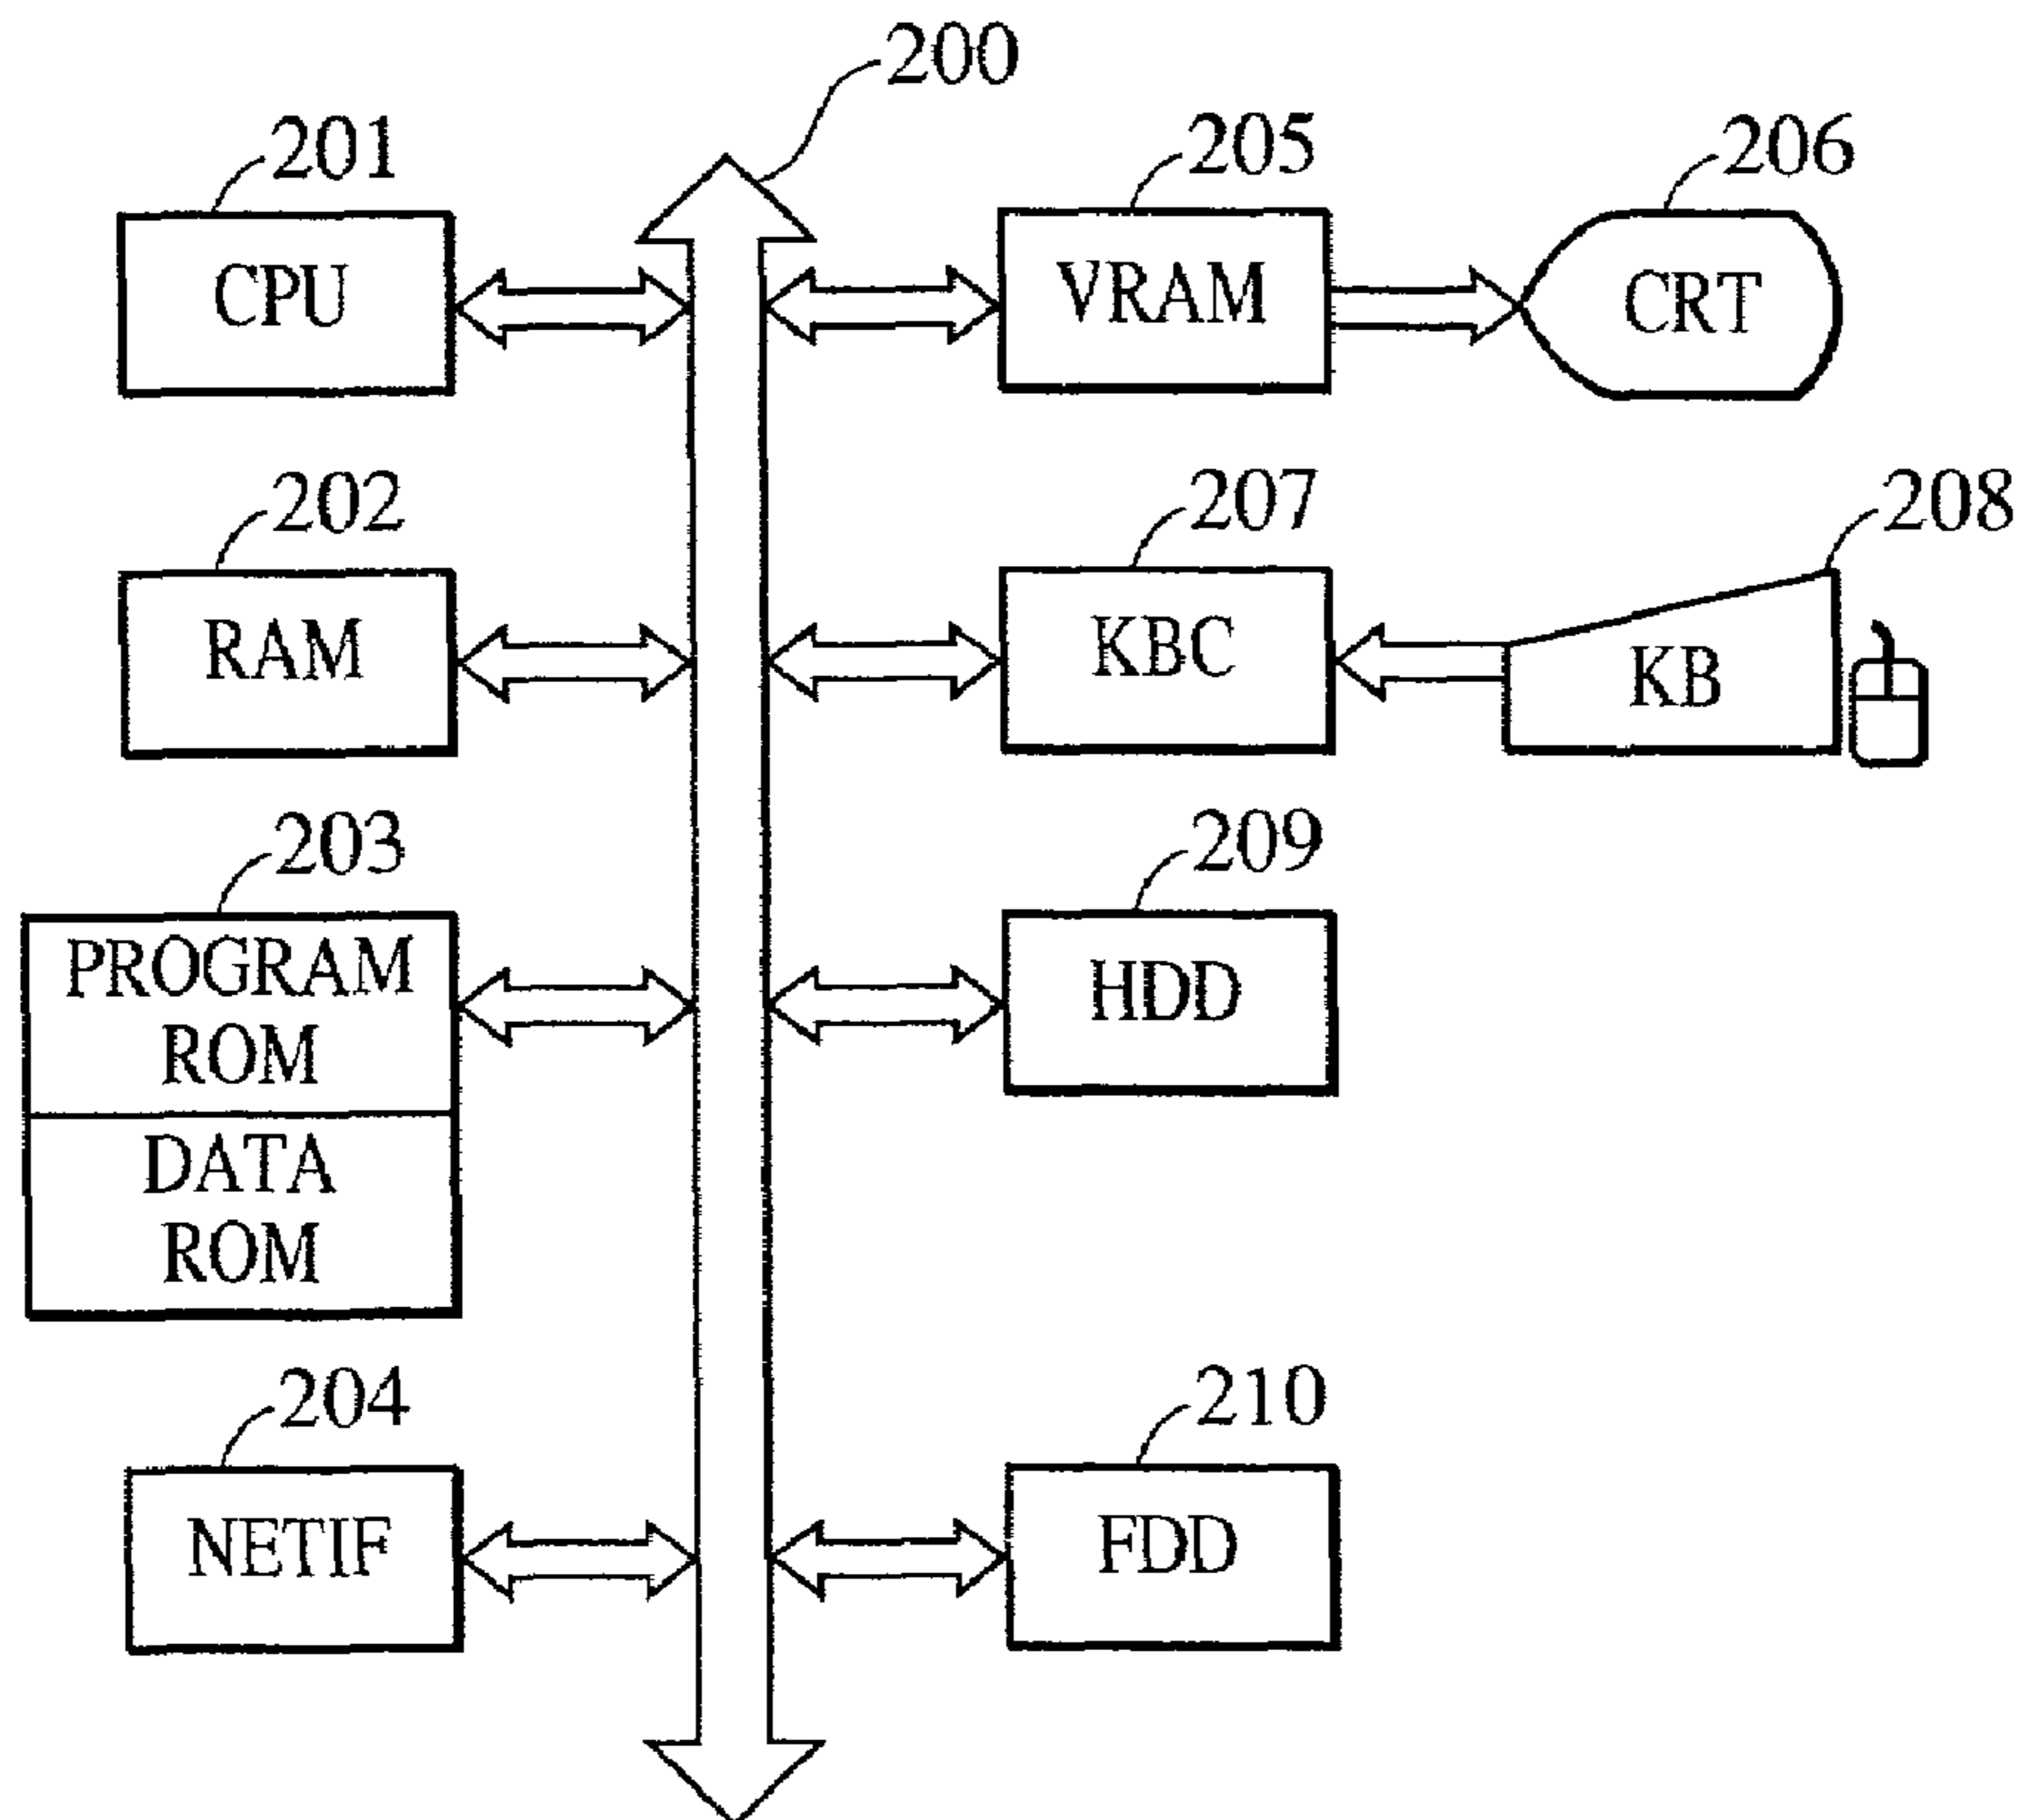 200
201
205
206
CPU
VRAM
CRT
202
207
208
RAM
KBC
KB
203
209
PROGRAM
ROM
HDD
DATA
ROM
204
210
NETIF
FDD